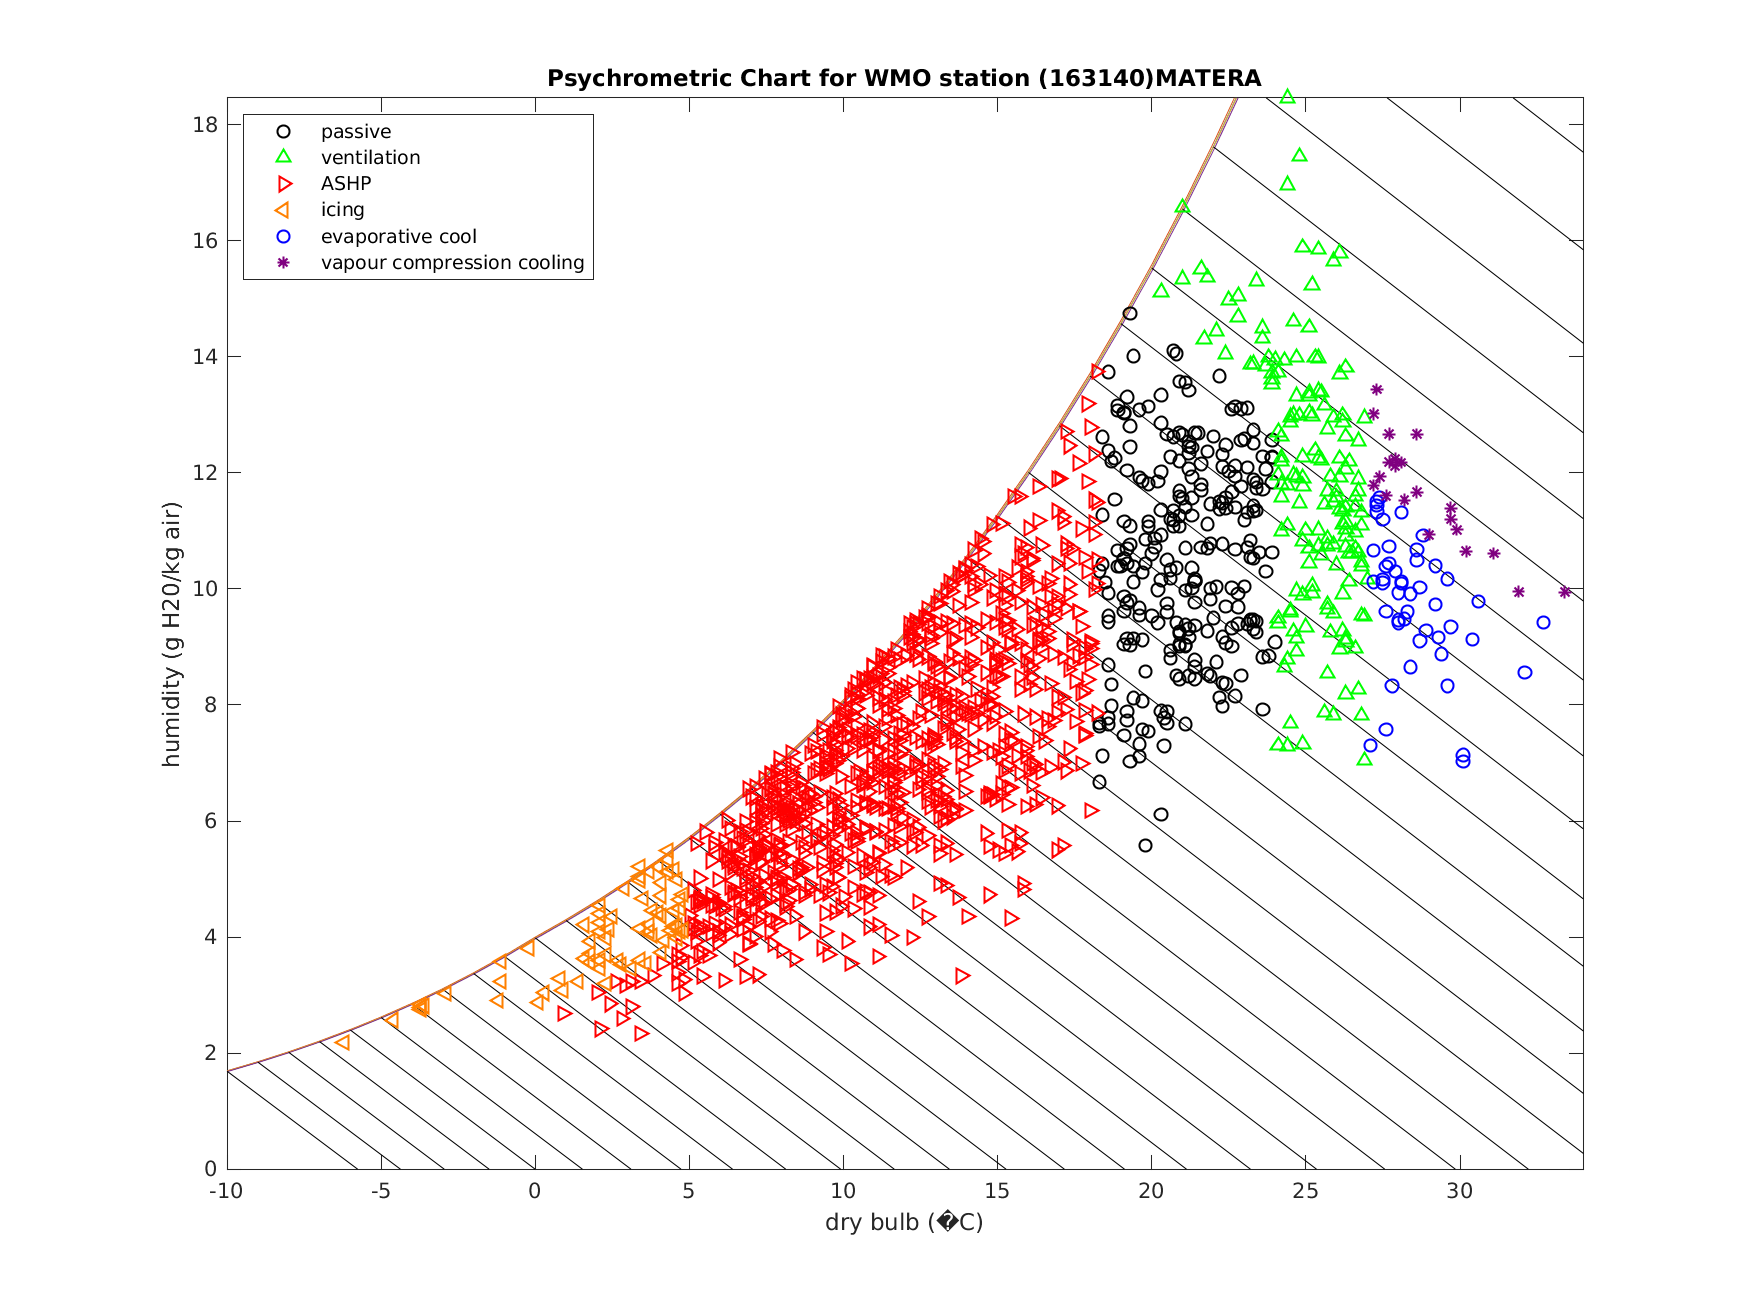 Psychrometric Chart for WMO station (163140)MATERA
passive
ventilation
ASHP
icing
evaporative cool
vapour compression cooling
humidity (g H20/kg air)
18
16
14
12
10
8
6
4
2
0
-10 -5 0 5 10 15 20 25 30
dry bulb (�C)